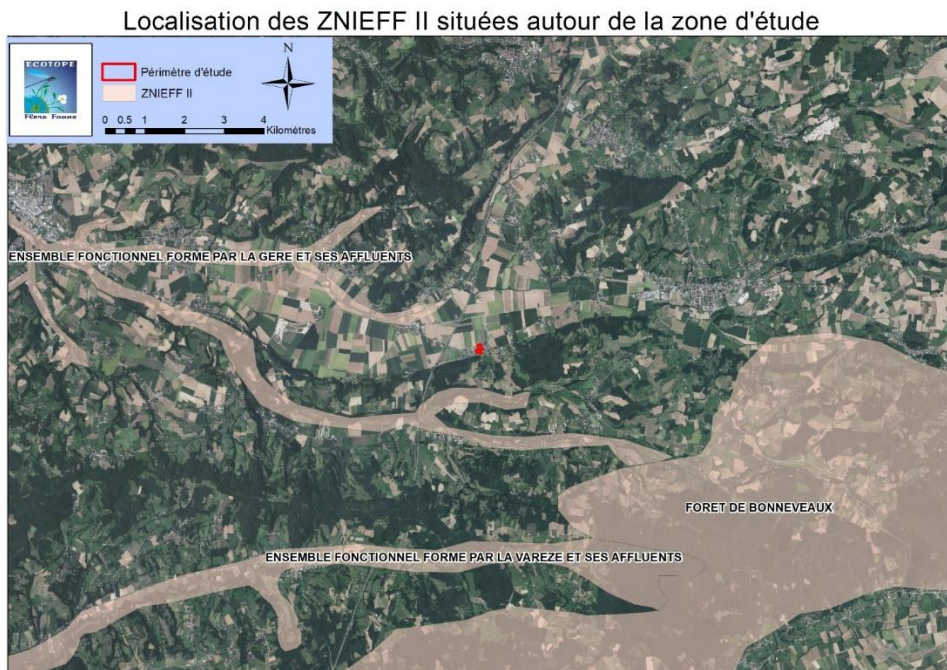 Localisation des ZNIEFF II situées autour de la zone d'étude
ECOTOPE
Flore Faune
Périmètre d'étude
ZNIEFF II
N
0 0.5 1 2 3 4
Kilomètres
ENSEMBLE FONCTIONNEL FORME PAR LA GERE ET SES AFFLUENTS
FORET DE BONNEVEAUX
ENSEMBLE FONCTIONNEL FORME PAR LA VAREZE ET SES AFFLUENTS